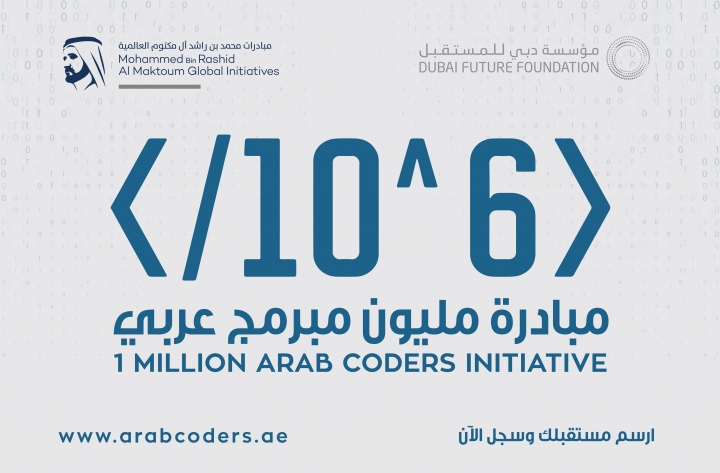 مبادرات محمد بن راشد آل مكتوم العالمية
Mohammed Bin Rashid
Al Maktoum Global Initiatives
مؤسسة دبي للمستقبل
DUBAI FUTURE FOUNDATION
</10^6>
مبادرة مليون مبرمج عربي
1 MILLION ARAB CODERS INITIATIVE
www.arabcoders.ae
ارسم مستقبلك وسجل الآن